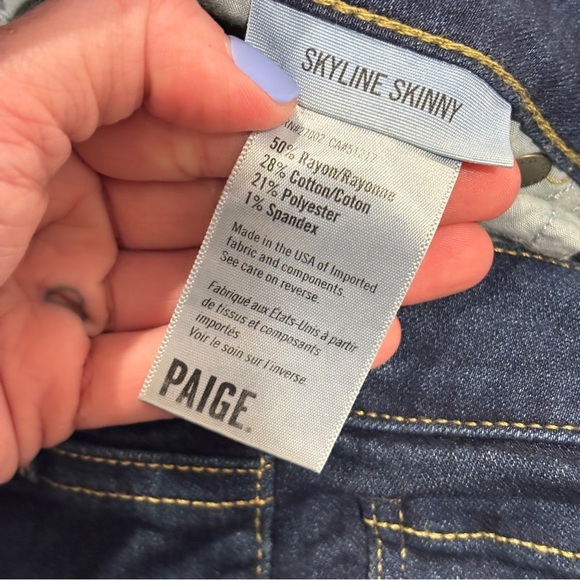 SKYLINE SKINNY
CA#51217
50% Rayon/Rayonne
28% Cotton/Coton
21% Polyester
1% Spandex
Made in the USA of Imported
fabric and components.
See care on reverse.
Fabriqué aux États-Unis à partir
de tissus et composants
importés.
Voir le soin sur l'inverse.
PAIGE